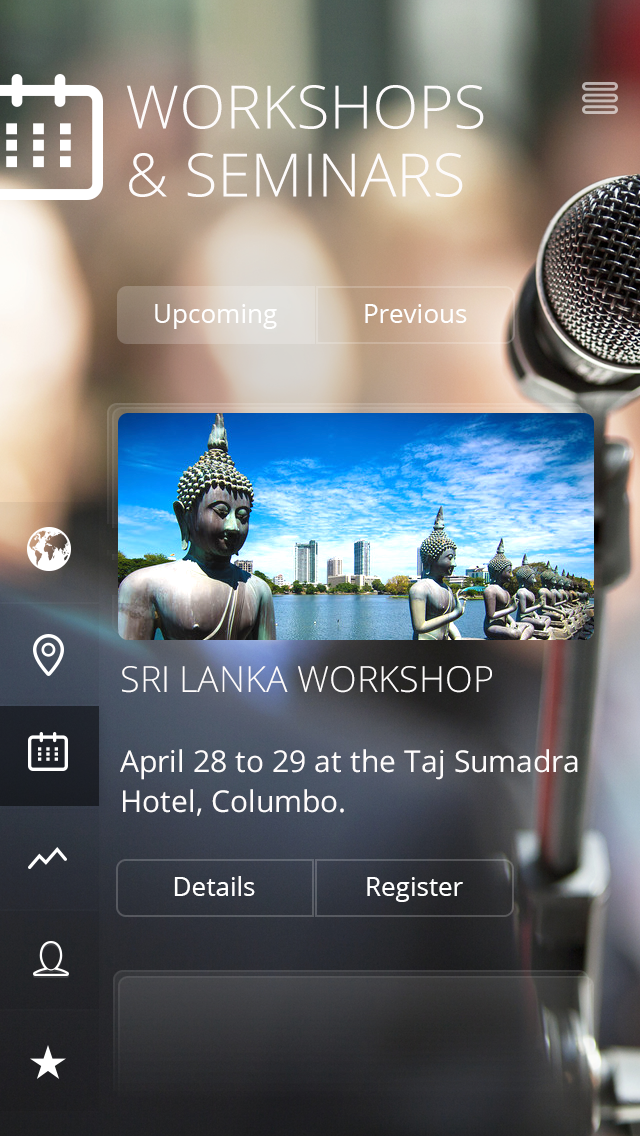 WORKSHOPS
& SEMINARS
Upcoming
Previous
SRI LANKA WORKSHOP
April 28 to 29 at the Taj Sumadra
Hotel, Columbo.
Details
Register